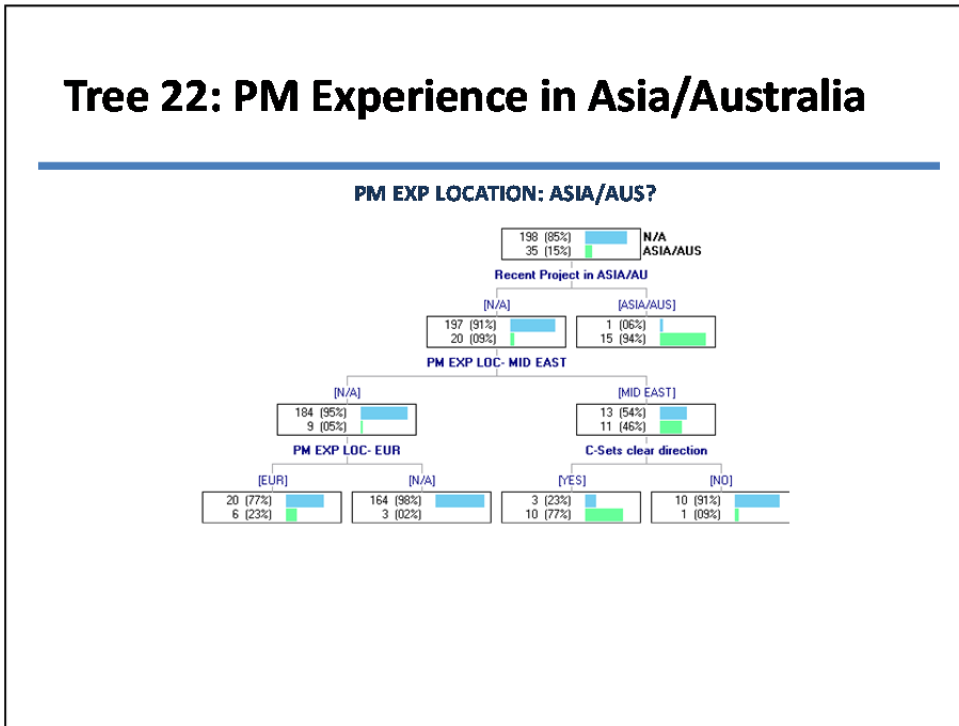 Tree 22: PM Experience in Asia/Australia
PM EXP LOCATION: ASIA/AUS?
198 (85%) N/A
35 (15%) ASIA/AUS
Recent Project in ASIA/AU
[N/A] [ASIA/AUS]
197 (91%) 1 (06%)
20 (09%) 15 (94%)
PM EXP LOC- MID EAST
[N/A] [MID EAST]
184 (95%) 13 (54%)
9 (05%) 11 (46%)
PM EXP LOC- EUR C-Sets clear direction
[EUR] [N/A] [YES] [NO]
20 (77%) 164 (98%) 3 (23%) 10 (91%)
6 (23%) 3 (02%) 10 (77%) 1 (09%)